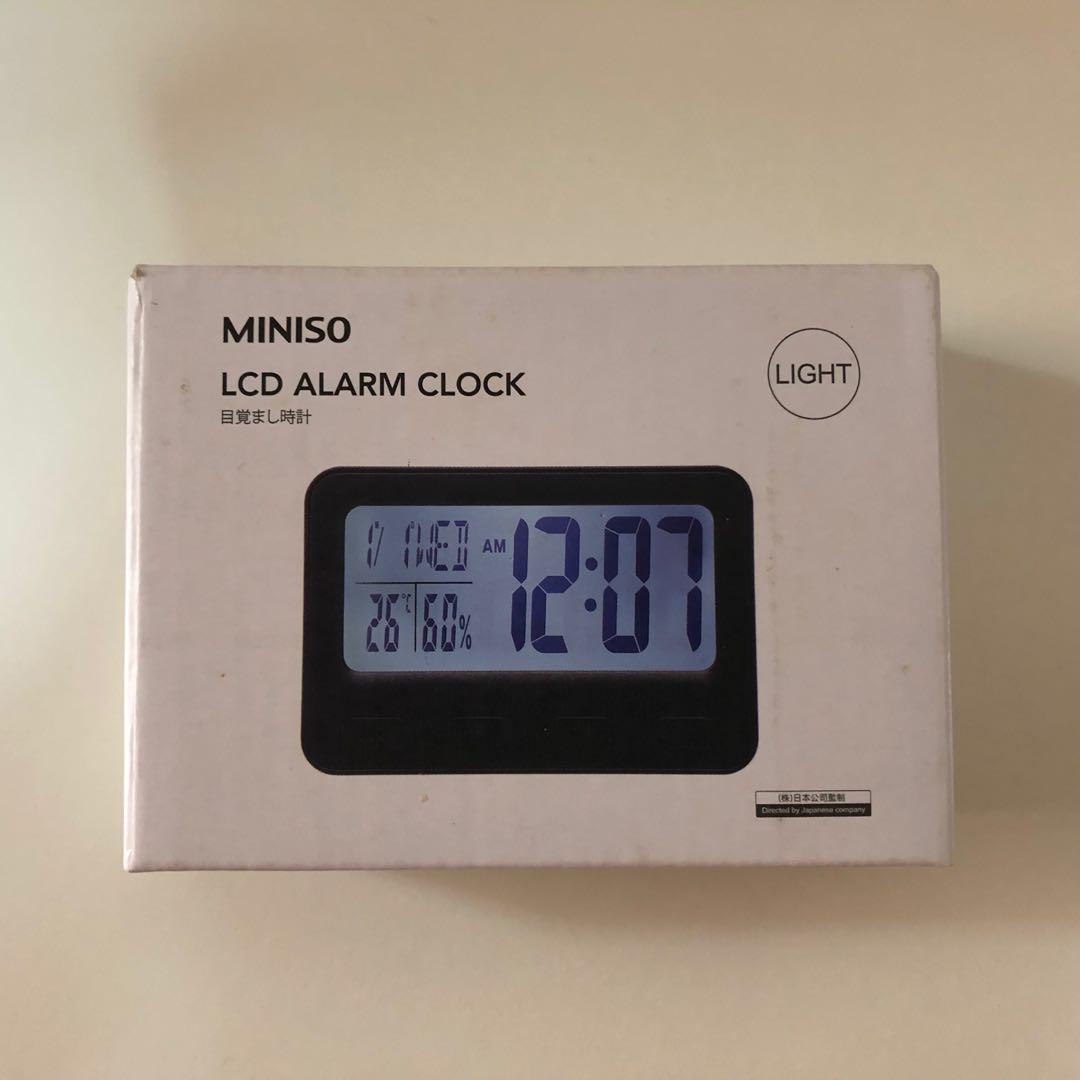 MINISO
LCD ALARM CLOCK
目覚まし時計
LIGHT
1/ 1WED
AM 12:07
26℃ 60%
(株)日本公司監制
Directed by Japanese company